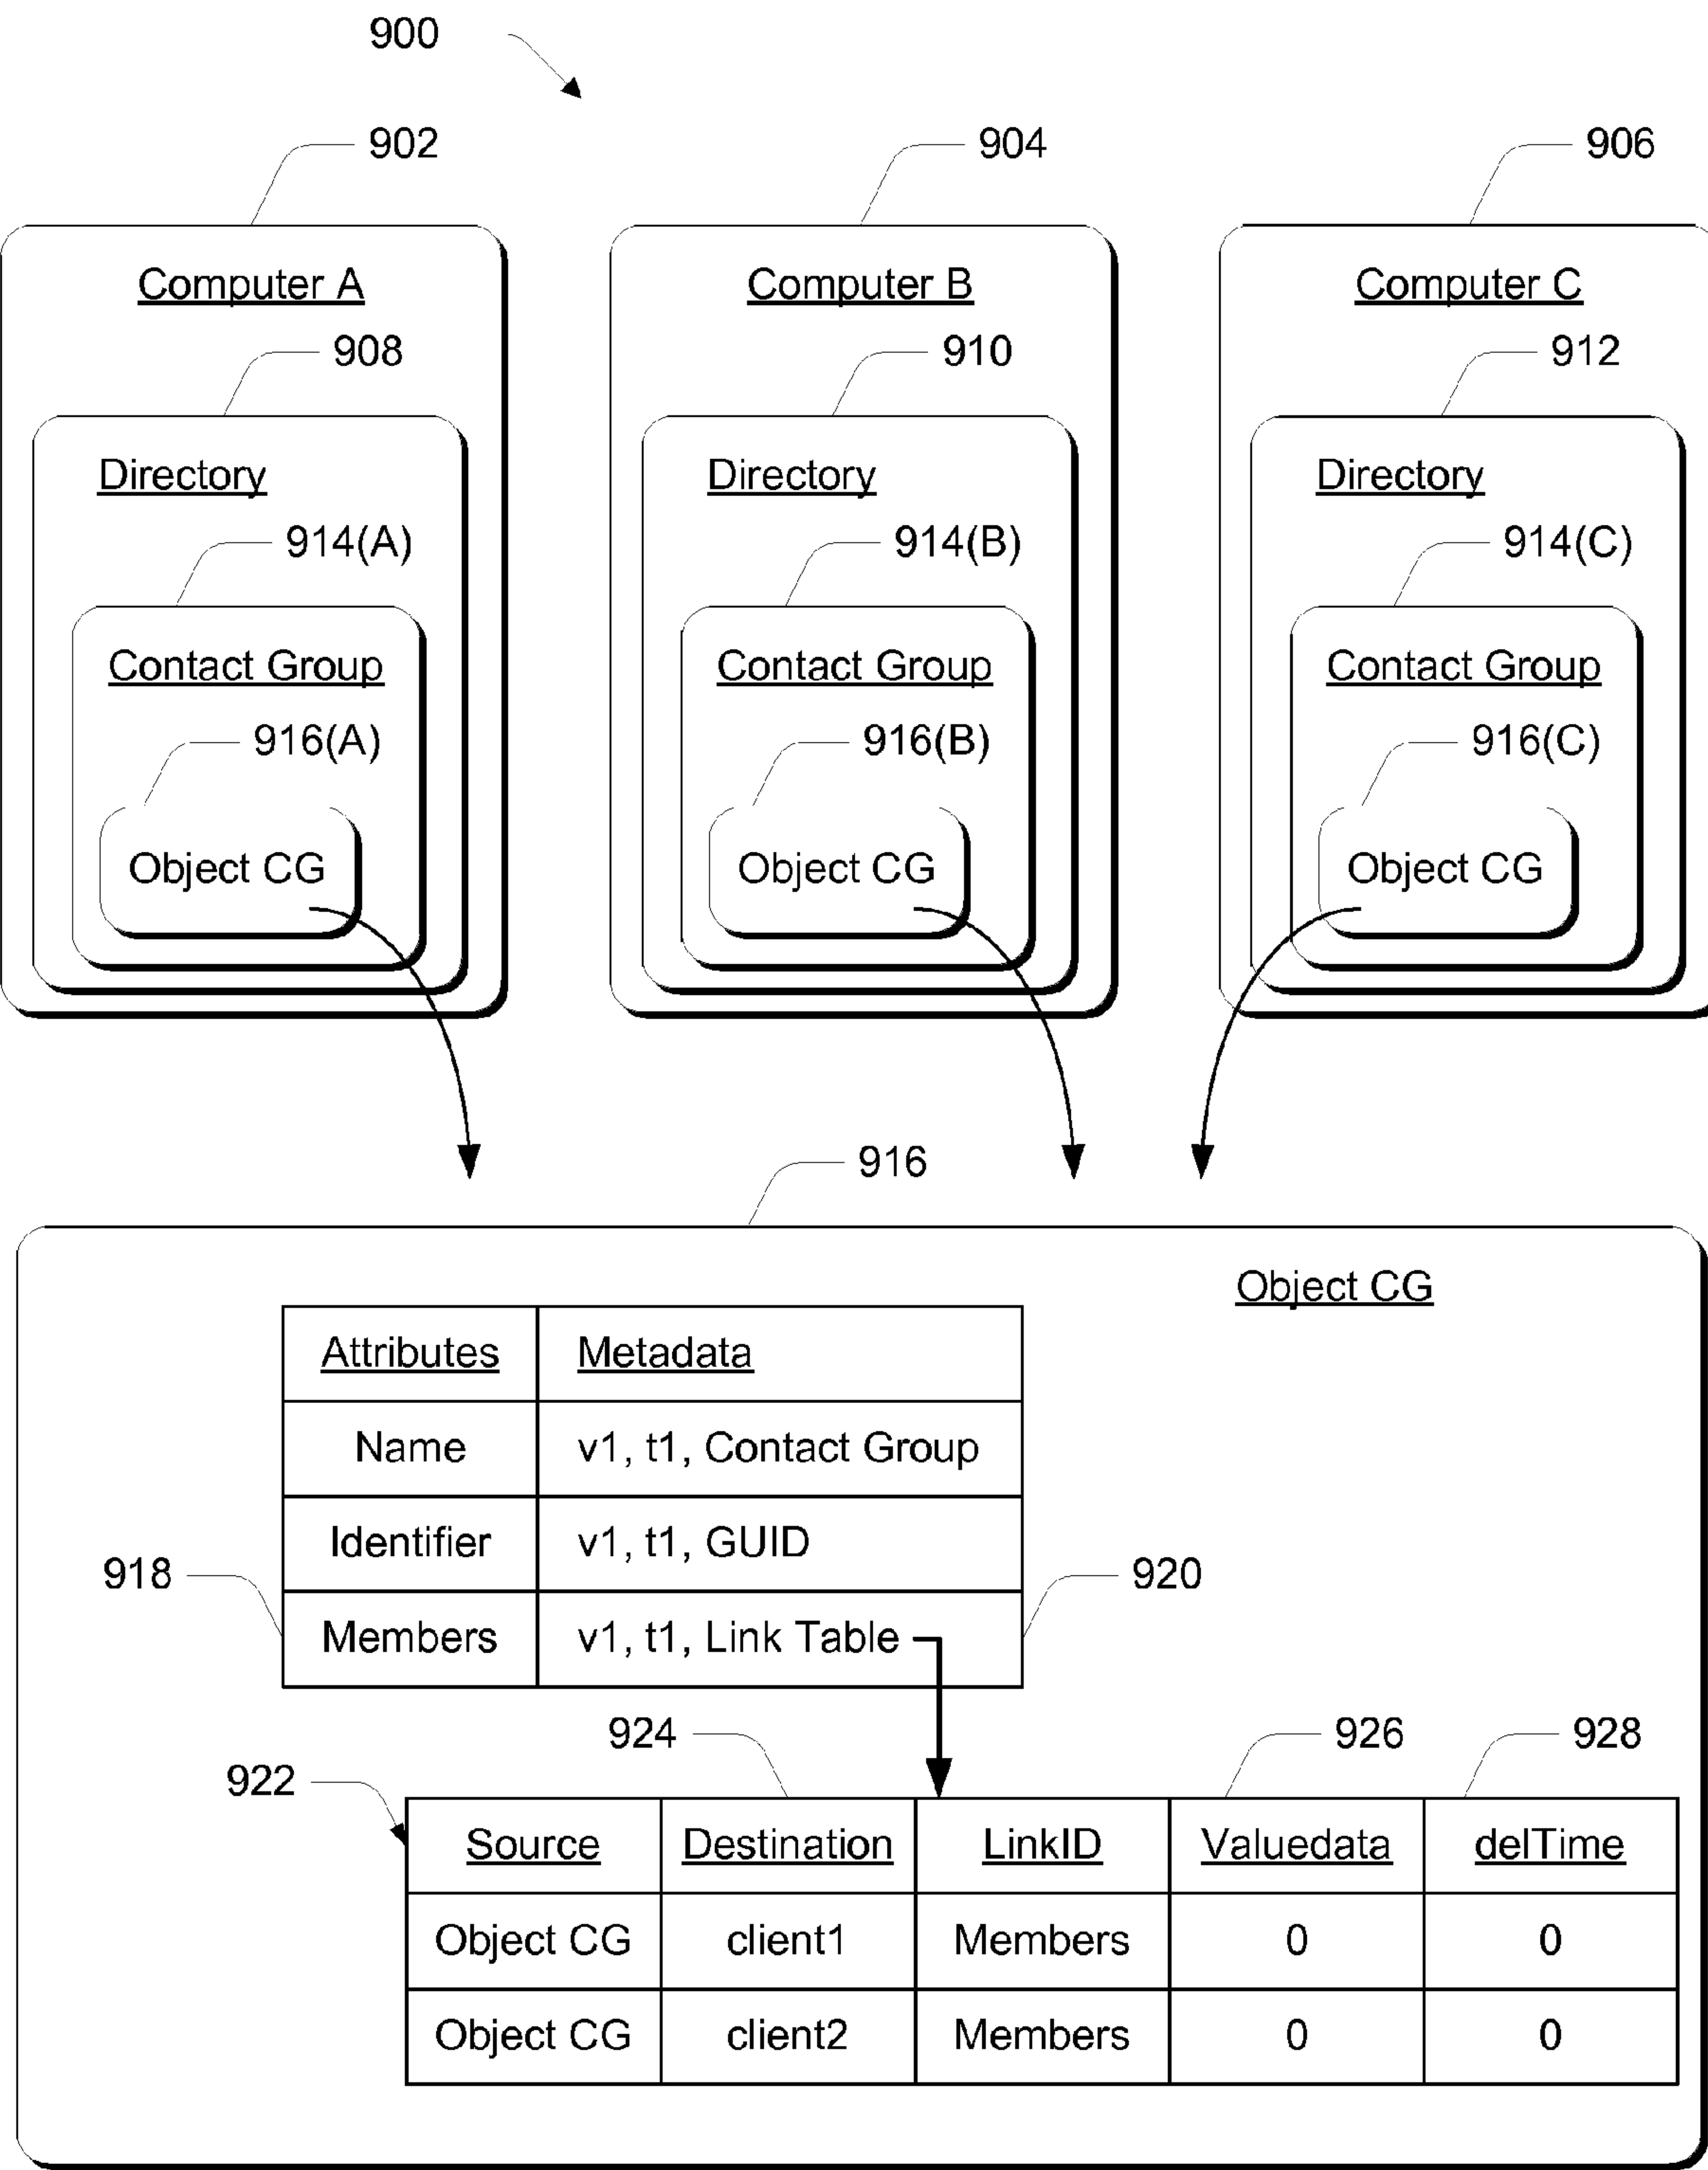 900
902 904 906
Computer A Computer B Computer C
908 910 912
Directory Directory Directory
914(A) 914(B) 914(C)
Contact Group Contact Group Contact Group
916(A) 916(B) 916(C)
Object CG Object CG Object CG
916
Object CG
Attributes Metadata
Name v1, t1, Contact Group
Identifier v1, t1, GUID
918 920
Members v1, t1, Link Table
924 926 928
922
Source Destination LinkID Valuedata delTime
Object CG client1 Members 0 0
Object CG client2 Members 0 0